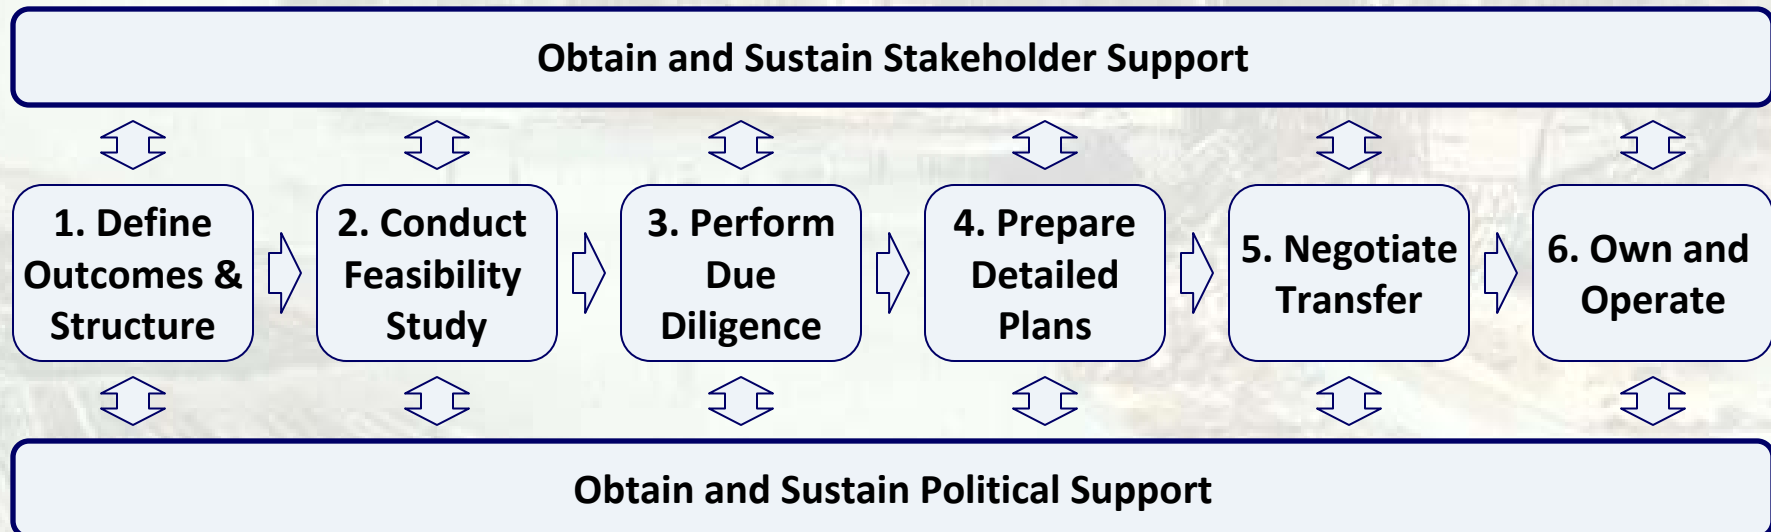 Obtain and Sustain Stakeholder Support
1. Define
Outcomes &
Structure
2. Conduct
Feasibility
Study
3. Perform
Due
Diligence
4. Prepare
Detailed
Plans
5. Negotiate
Transfer
6. Own and
Operate
Obtain and Sustain Political Support